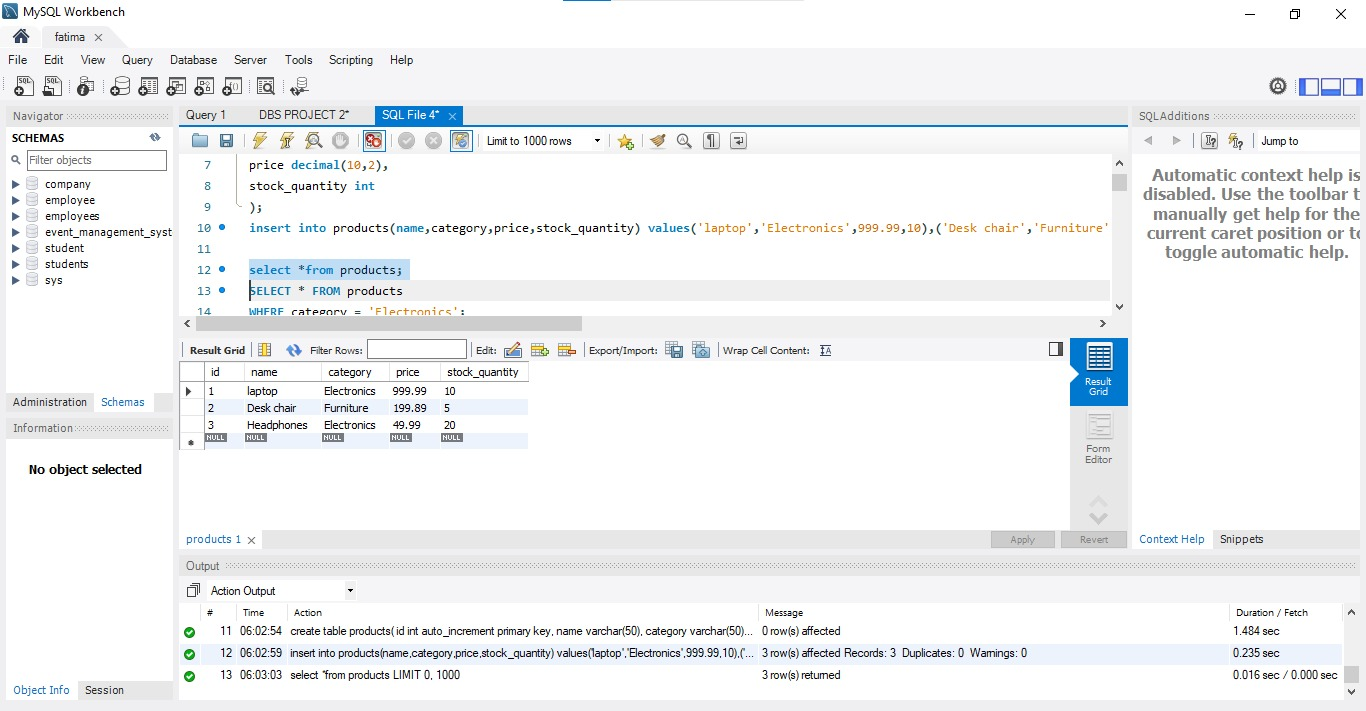 MySQL Workbench
fatima
File Edit View Query Database Server Tools Scripting Help
Navigator
SCHEMAS
Filter objects
company
employee
employees
event_management_syst
student
students
sys
Administration Schemas
Information
No object selected
Object Info Session
Query 1 DBS PROJECT 2* SQL File 4*
Limit to 1000 rows
7 price decimal(10,2),
8 stock_quantity int
9 );
10 insert into products(name,category,price,stock_quantity) values('laptop','Electronics',999.99,10),('Desk chair','Furniture'
11
12 select *from products;
13 SELECT * FROM products
14 WHERE category = 'Electronics';
Result Grid Filter Rows: Edit: Export/Import: Wrap Cell Content:
id name category price stock_quantity
1 laptop Electronics 999.99 10
2 Desk chair Furniture 199.89 5
3 Headphones Electronics 49.99 20
NULL NULL NULL NULL NULL
Result
Grid
Form
Editor
products 1
Apply Revert
SQLAdditions
Jump to
Automatic context help is
disabled. Use the toolbar t
manually get help for the
current caret position or to
toggle automatic help.
Context Help Snippets
Output
Action Output
# Time Action Message Duration / Fetch
11 06:02:54 create table products( id int auto_increment primary key, name varchar(50), category varchar(50)... 0 row(s) affected 1.484 sec
12 06:02:59 insert into products(name,category,price,stock_quantity) values('laptop','Electronics',999.99,10),('... 3 row(s) affected Records: 3 Duplicates: 0 Warnings: 0 0.235 sec
13 06:03:03 select *from products LIMIT 0, 1000 3 row(s) returned 0.016 sec / 0.000 sec